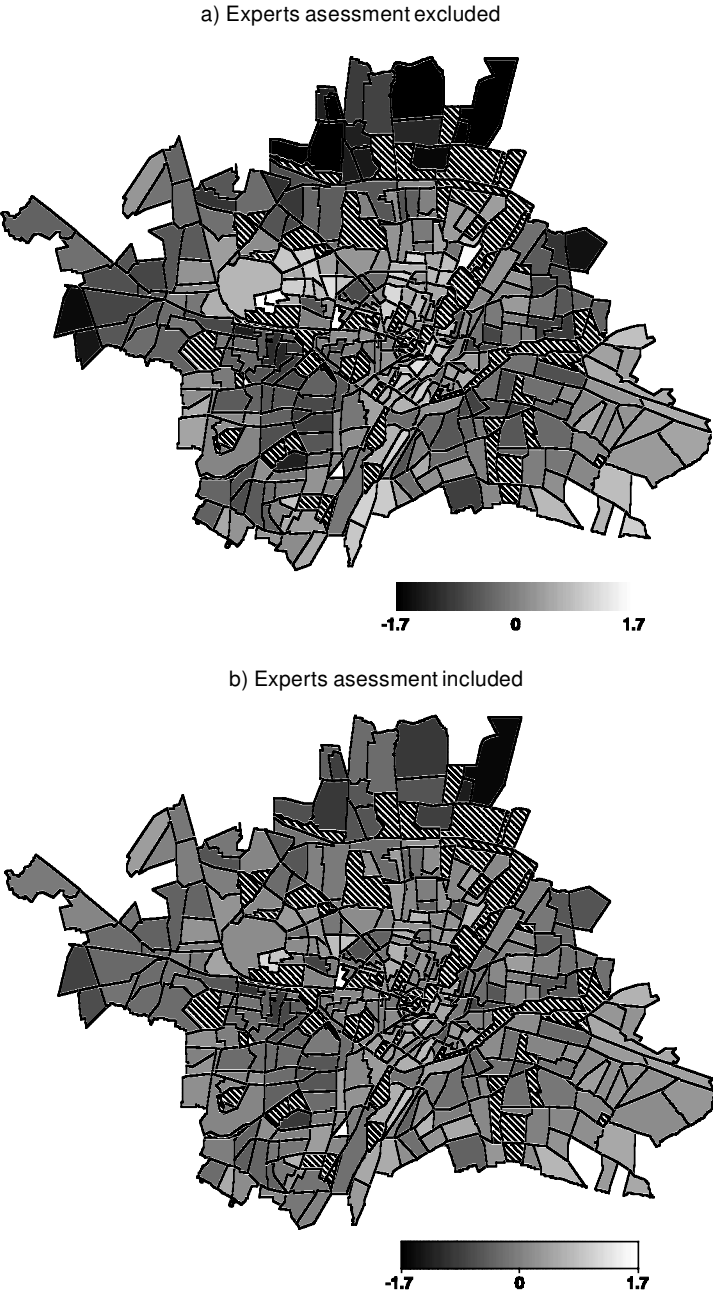 a) Experts asessment excluded
-1.7 0 1.7
b) Experts asessment included
-1.7 0 1.7